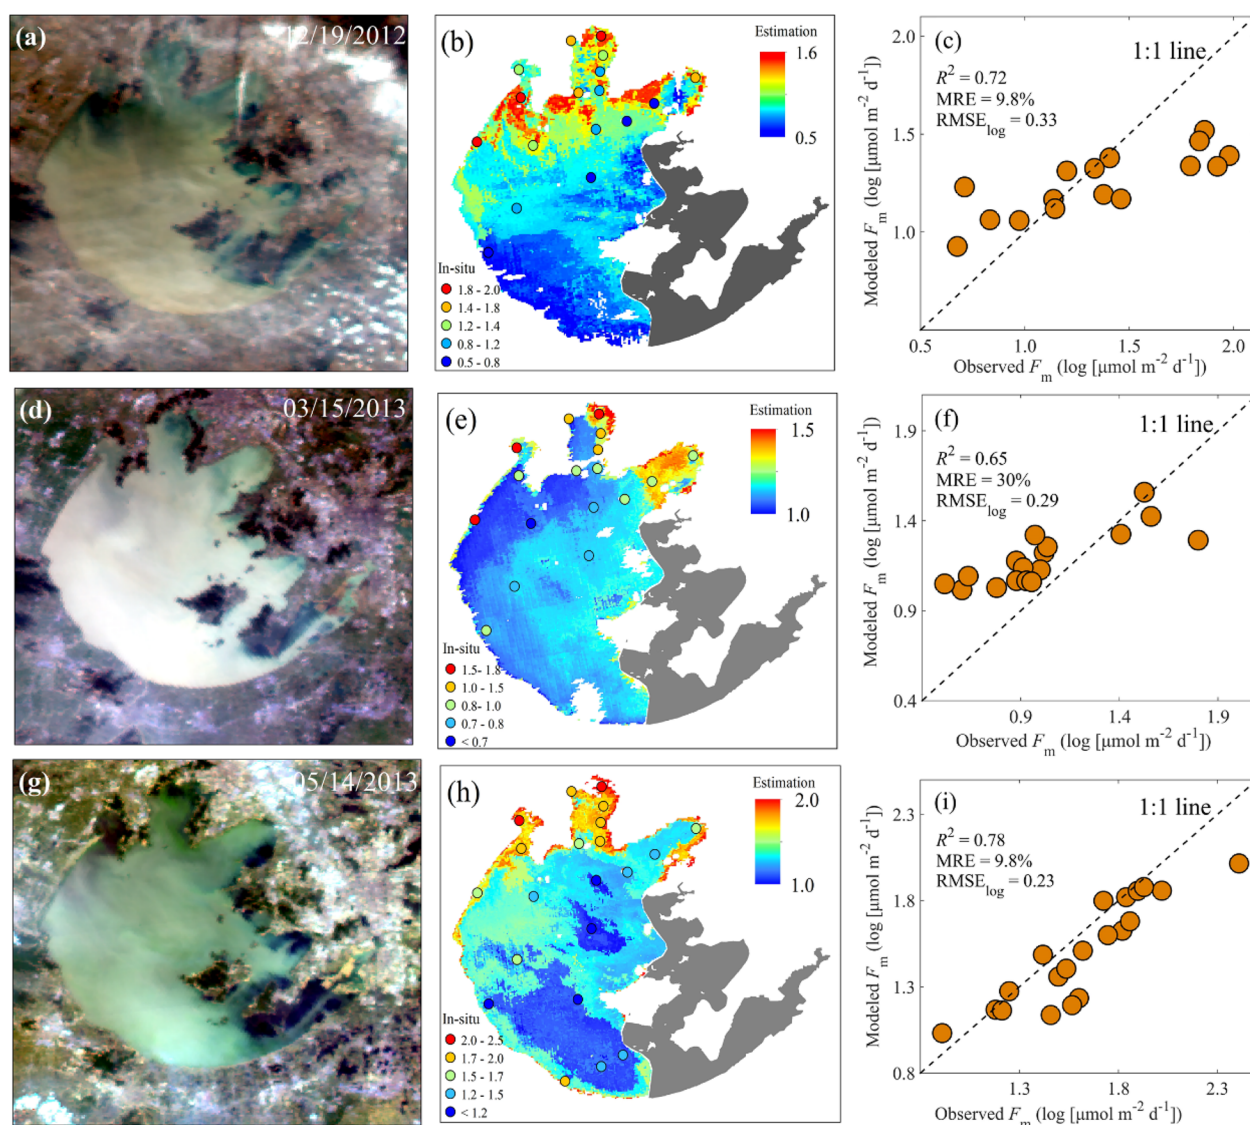 (a)
12/19/2012
(b)
Estimation
1.6
0.5
In-situ
1.8 - 2.0
1.4 - 1.8
1.2 - 1.4
0.8 - 1.2
0.5 - 0.8
(c)
1:1 line
R² = 0.72
MRE = 9.8%
RMSE_log = 0.33
2.0
1.5
1.0
0.5 1.0 1.5 2.0
Modeled F_m (log [μmol m⁻² d⁻¹])
Observed F_m (log [μmol m⁻² d⁻¹])
(d)
03/15/2013
(e)
Estimation
1.5
1.0
In-situ
1.5- 1.8
1.0 - 1.5
0.8- 1.0
0.7 - 0.8
< 0.7
(f)
1:1 line
R² = 0.65
MRE = 30%
RMSE_log = 0.29
1.9
1.4
0.9
0.4
0.9 1.4 1.9
Modeled F_m (log [μmol m⁻² d⁻¹])
Observed F_m (log [μmol m⁻² d⁻¹])
(g)
05/14/2013
(h)
Estimation
2.0
1.0
In-situ
2.0 - 2.5
1.7 - 2.0
1.5 - 1.7
1.2 - 1.5
< 1.2
(i)
1:1 line
R² = 0.78
MRE = 9.8%
RMSE_log = 0.23
2.3
1.8
1.3
0.8
1.3 1.8 2.3
Modeled F_m (log [μmol m⁻² d⁻¹])
Observed F_m (log [μmol m⁻² d⁻¹])